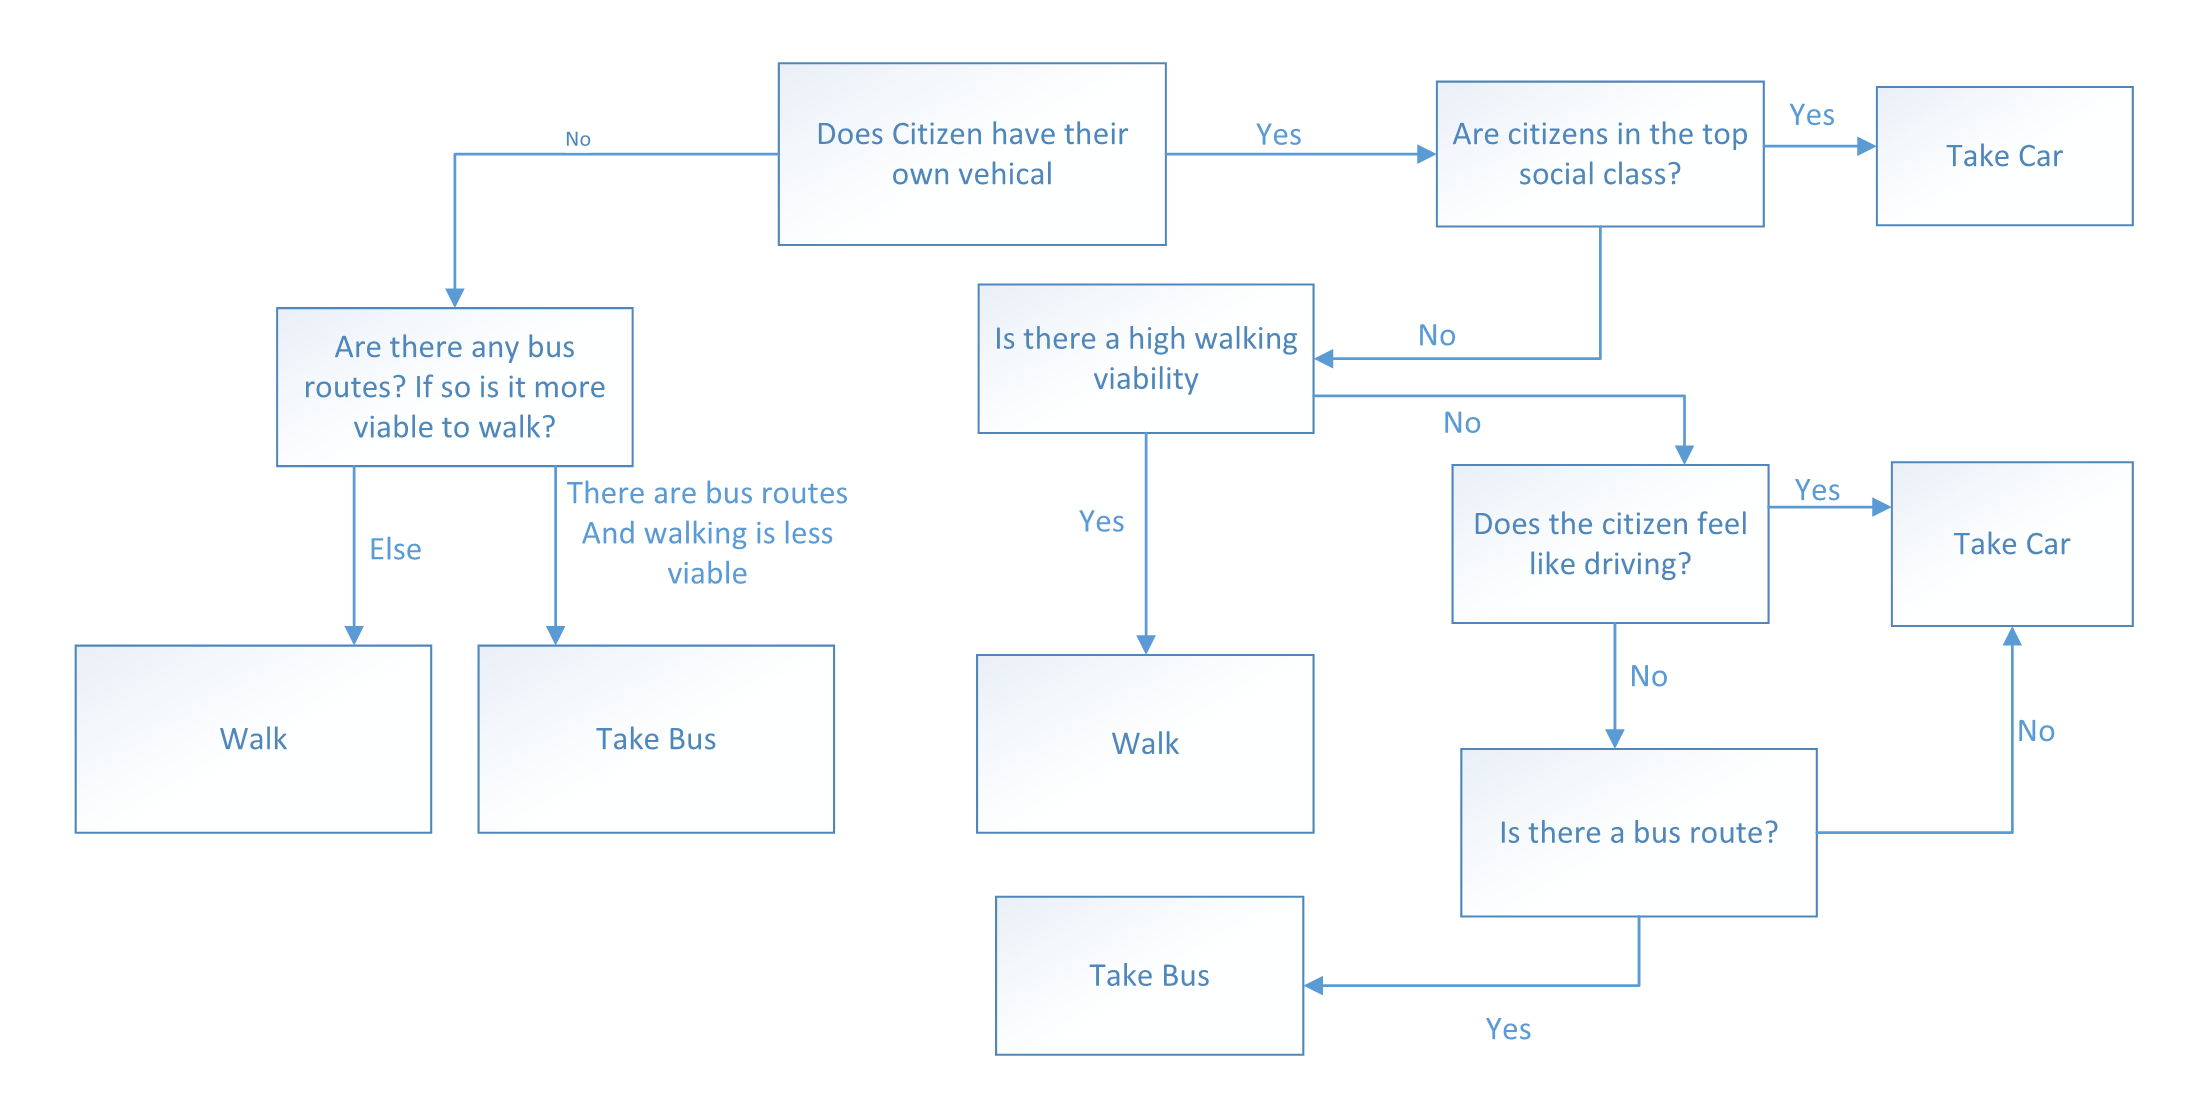 Does Citizen have their
own vehical
No
Yes
Are citizens in the top
social class?
Yes
Take Car
No
Are there any bus
routes? If so is it more
viable to walk?
Is there a high walking
viability
No
Else
There are bus routes
And walking is less
viable
Yes
Does the citizen feel
like driving?
Yes
Take Car
No
No
Walk
Take Bus
Walk
Is there a bus route?
Take Bus
Yes